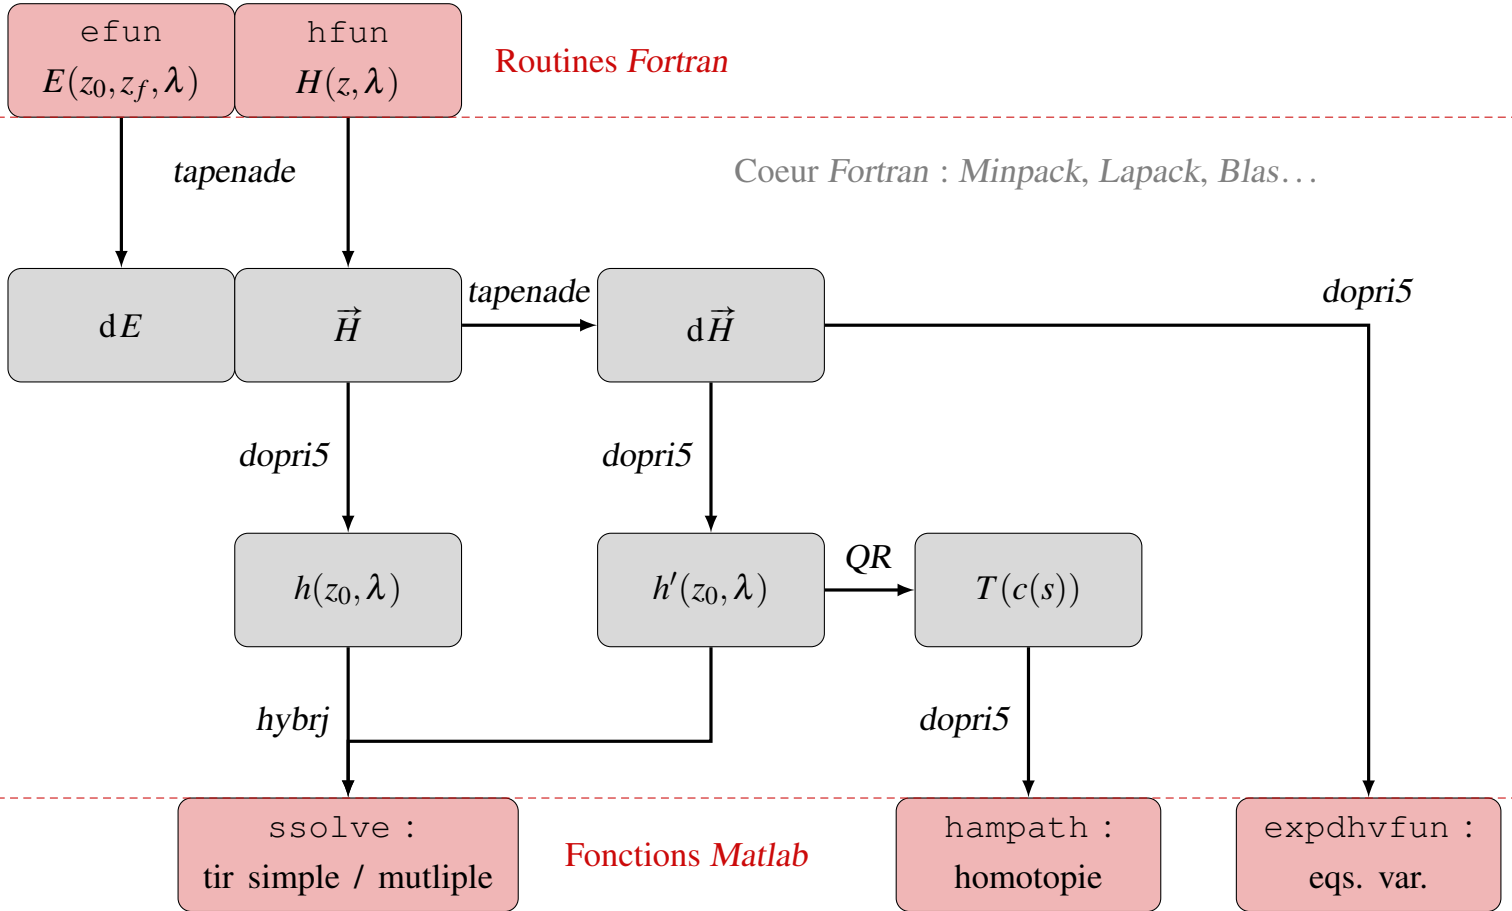 efun
E(z₀, z_f, λ)
hfun
H(z, λ)
Routines Fortran
tapenade
Coeur Fortran : Minpack, Lapack, Blas…
dE
H⃗
tapenade
dH⃗
dopri5
dopri5
dopri5
h(z₀, λ)
h′(z₀, λ)
QR
T(c(s))
hybrj
dopri5
ssolve :
tir simple / mutliple
Fonctions Matlab
hampath :
homotopie
expdhvfun :
eqs. var.